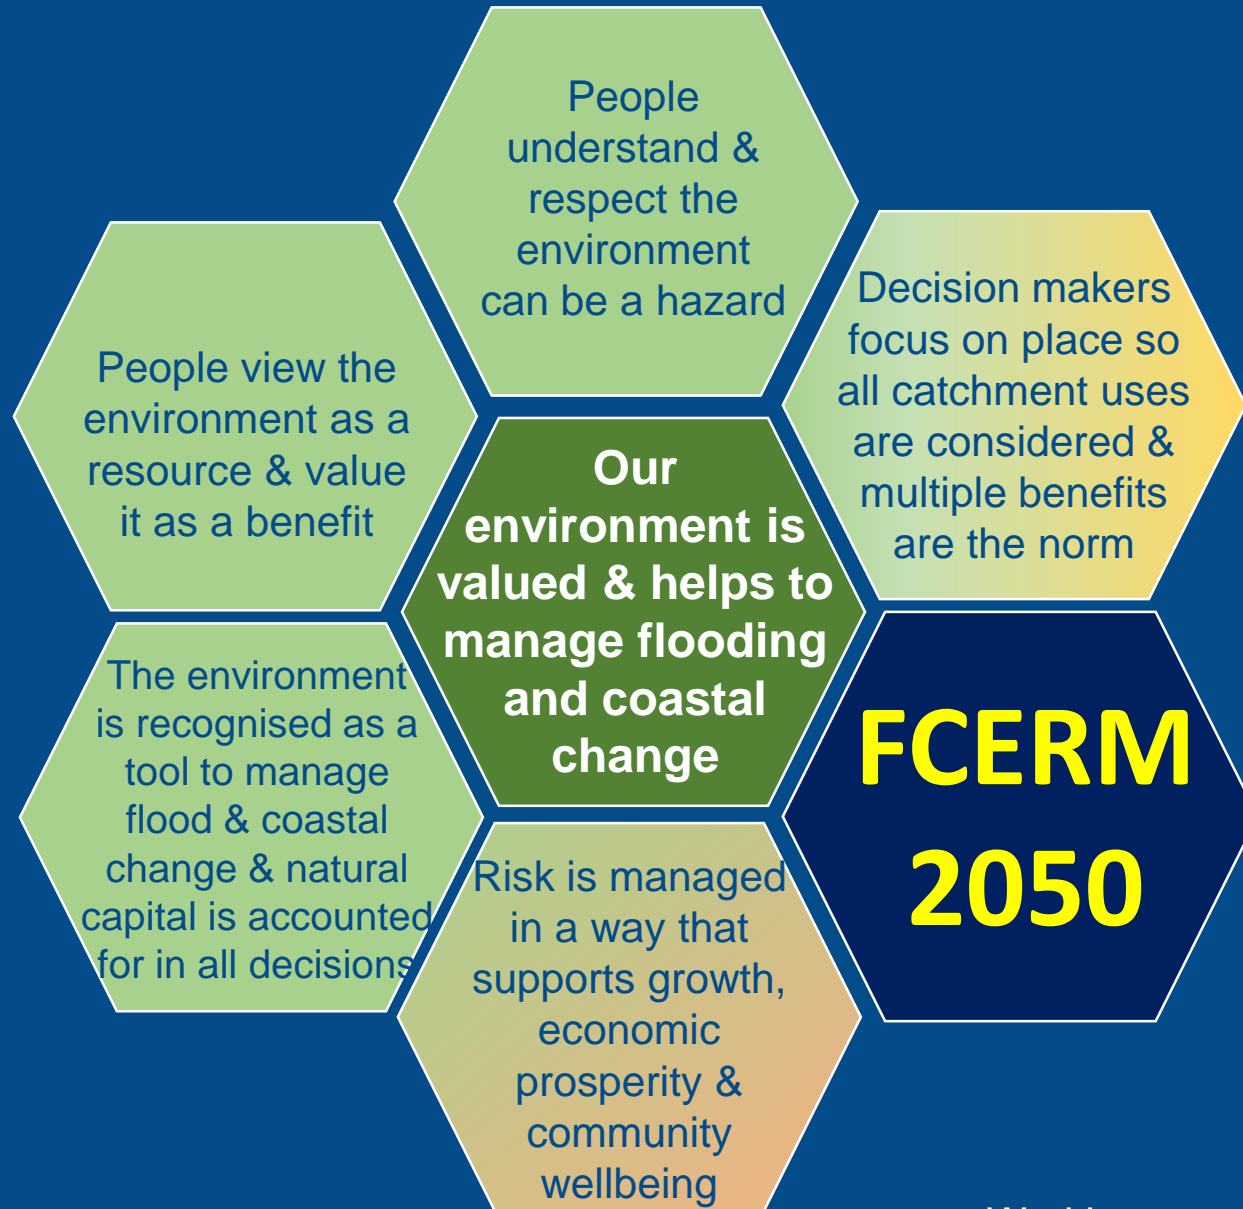 People
understand &
respect the
environment
can be a hazard
Decision makers
focus on place so
all catchment uses
are considered &
multiple benefits
are the norm
People view the
environment as a
resource & value
it as a benefit
Our
environment is
valued & helps to
manage flooding
and coastal
change
The environment
is recognised as a
tool to manage
flood & coastal
change & natural
capital is accounted
for in all decisions
FCERM
2050
Risk is managed
in a way that
supports growth,
economic
prosperity &
community
wellbeing